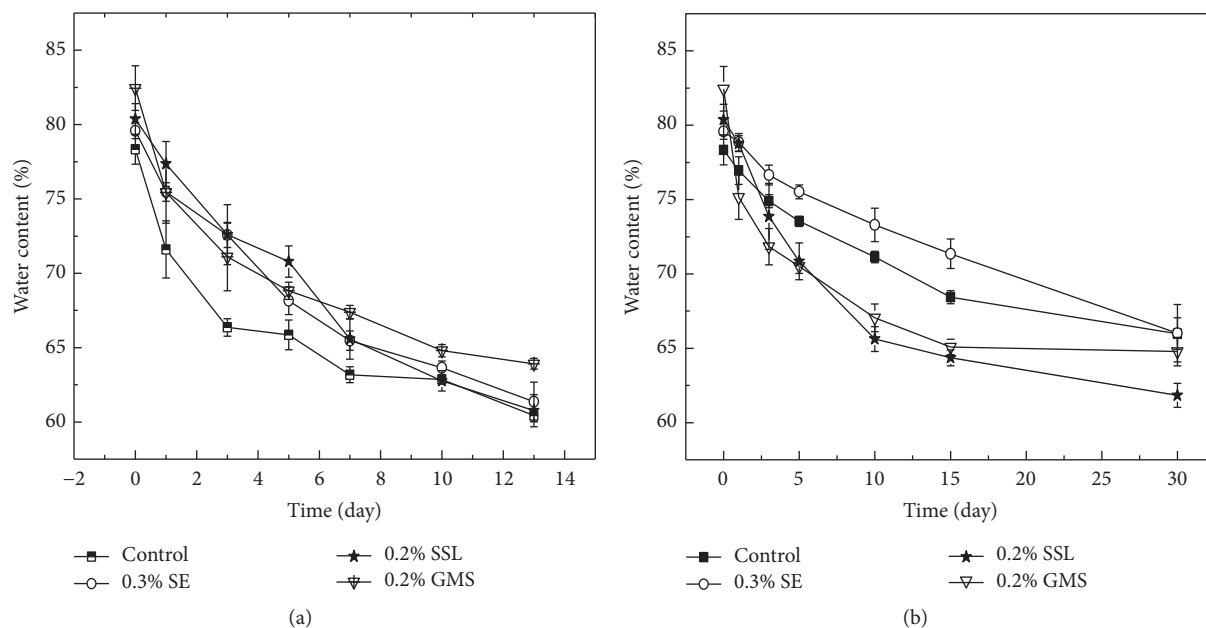 85
80
75
70
65
60
Water content (%)
−2 0 2 4 6 8 10 12 14
Time (day)
Control
0.2% SSL
0.3% SE
0.2% GMS
(a)
85
80
75
70
65
60
Water content (%)
0 5 10 15 20 25 30
Time (day)
Control
0.2% SSL
0.3% SE
0.2% GMS
(b)